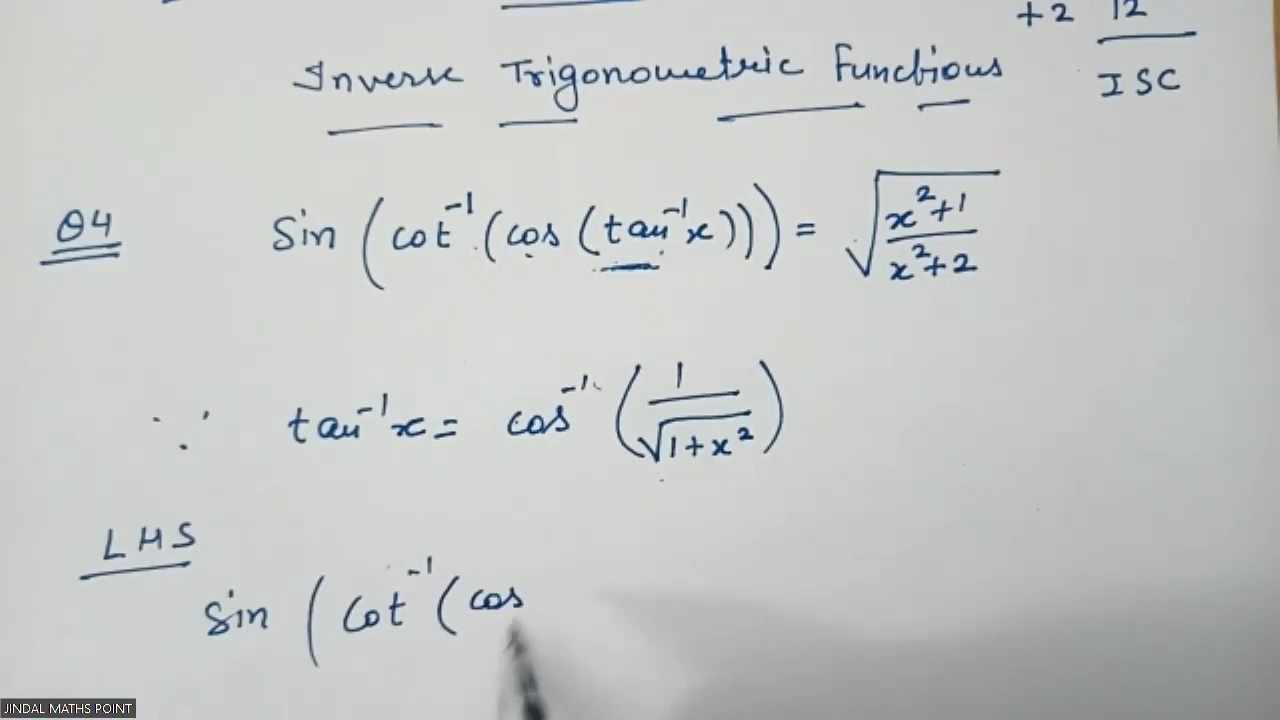 +2 12
ISC
Inverse Trigonometric Functions
Q4 Sin (cot⁻¹(cos (tan⁻¹x))) = √((x²+1)/(x²+2))
∵ tan⁻¹x = cos⁻¹ (1/√(1+x²))
LHS
Sin (Cot⁻¹ (cos
JINDAL MATHS POINT